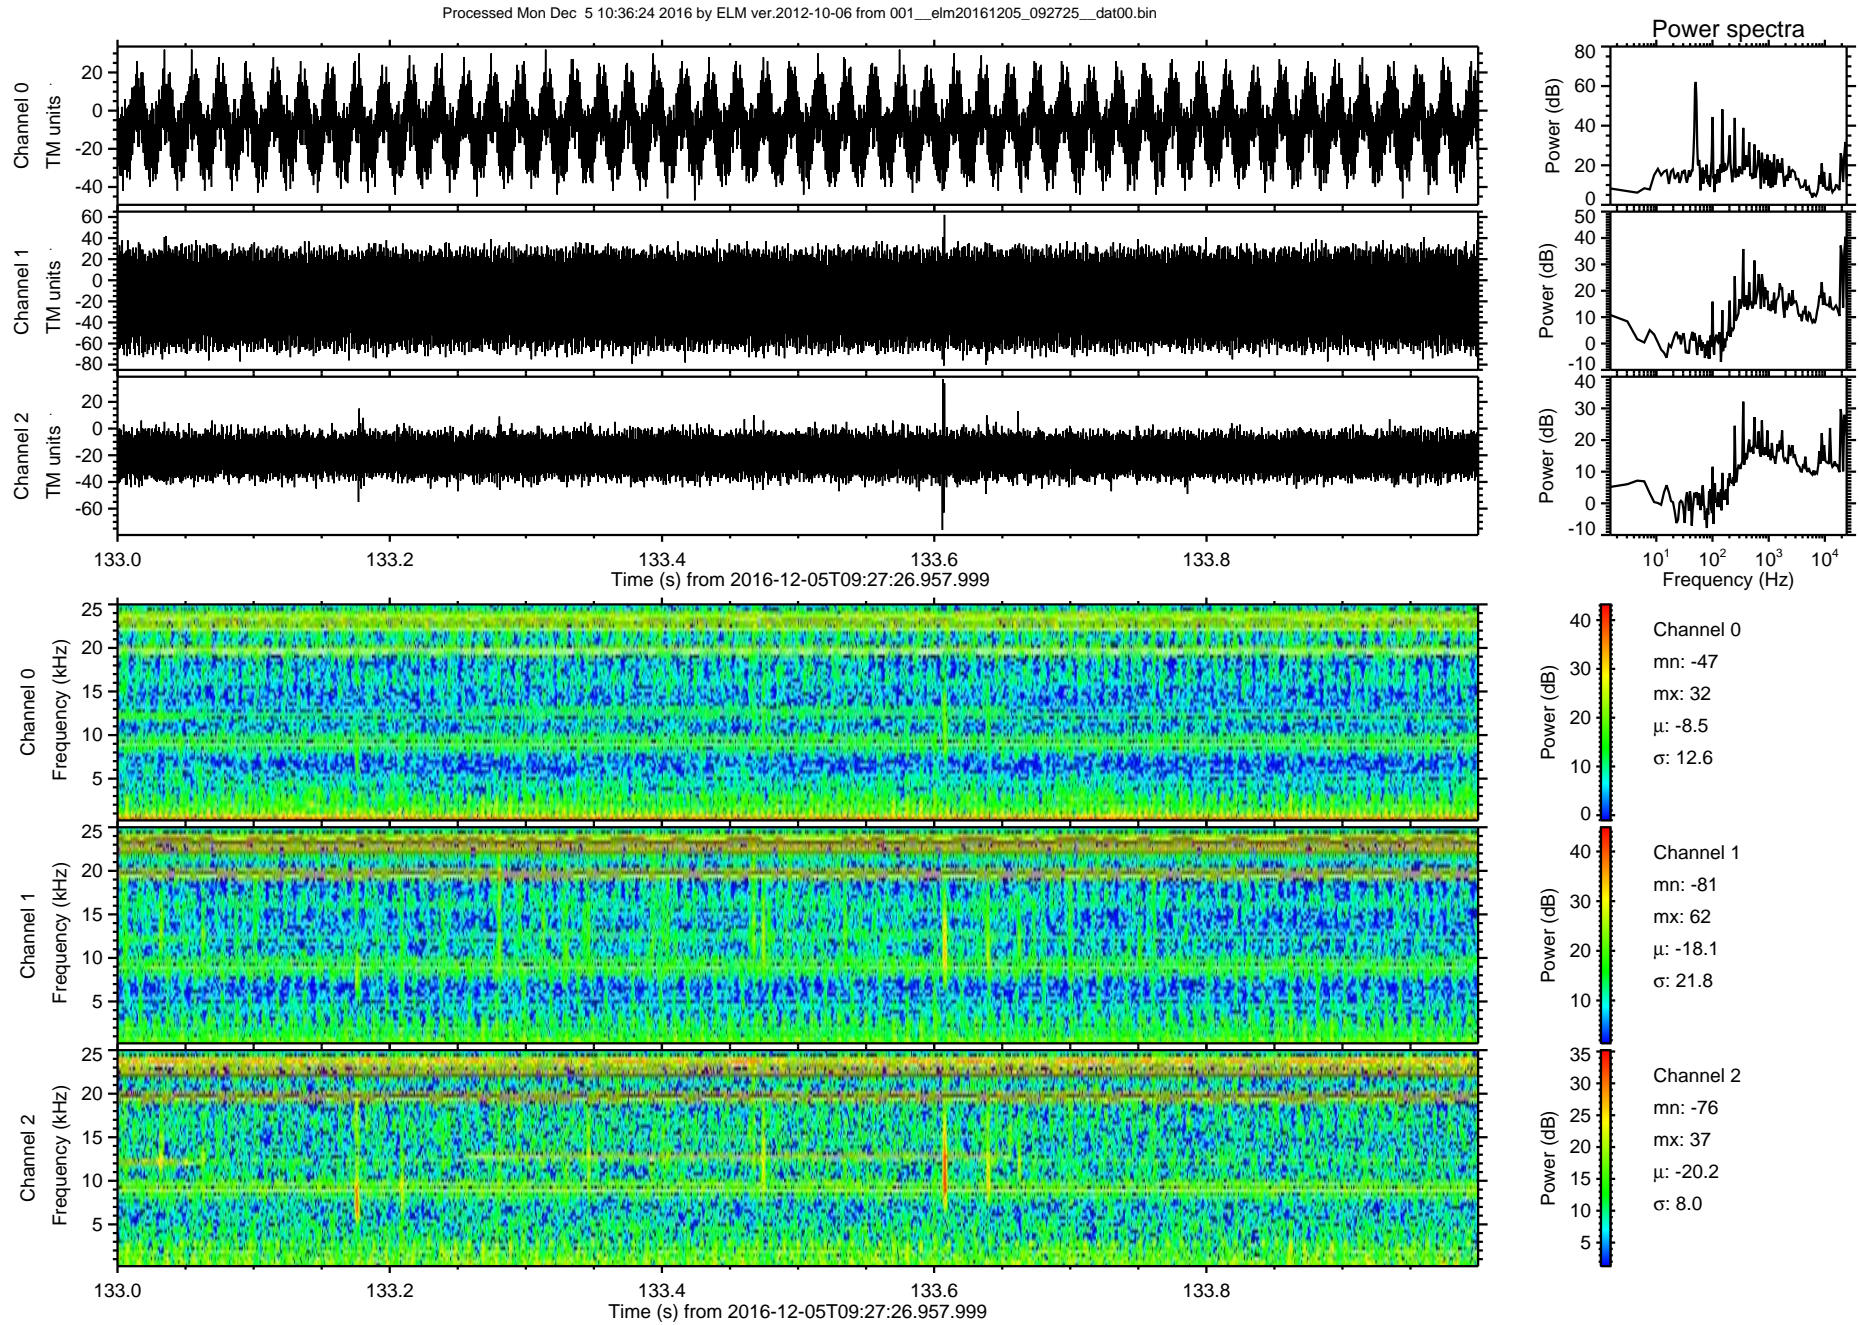 Processed Mon Dec  5 10:36:24 2016 by ELM ver.2012-10-06 from 001__elm20161205_092725__dat00.bin
Power spectra
Channel 0
TM units
20
0
-20
-40
Power (dB)
80
60
40
20
0
Channel 1
TM units
60
40
20
0
-20
-40
-60
-80
Power (dB)
50
40
30
20
10
0
-10
Channel 2
TM units
20
0
-20
-40
-60
Power (dB)
40
30
20
10
0
-10
133.0 133.2 133.4 133.6 133.8
Time (s) from 2016-12-05T09:27:26.957.999
10¹ 10² 10³ 10⁴
Frequency (Hz)
Channel 0
Frequency (kHz)
25
20
15
10
5
Power (dB)
40
30
20
10
0
Channel 0
mn: -47
mx: 32
µ: -8.5
σ: 12.6
Channel 1
Frequency (kHz)
25
20
15
10
5
Power (dB)
40
30
20
10
Channel 1
mn: -81
mx: 62
µ: -18.1
σ: 21.8
Channel 2
Frequency (kHz)
25
20
15
10
5
Power (dB)
35
30
25
20
15
10
5
Channel 2
mn: -76
mx: 37
µ: -20.2
σ: 8.0
133.0 133.2 133.4 133.6 133.8
Time (s) from 2016-12-05T09:27:26.957.999